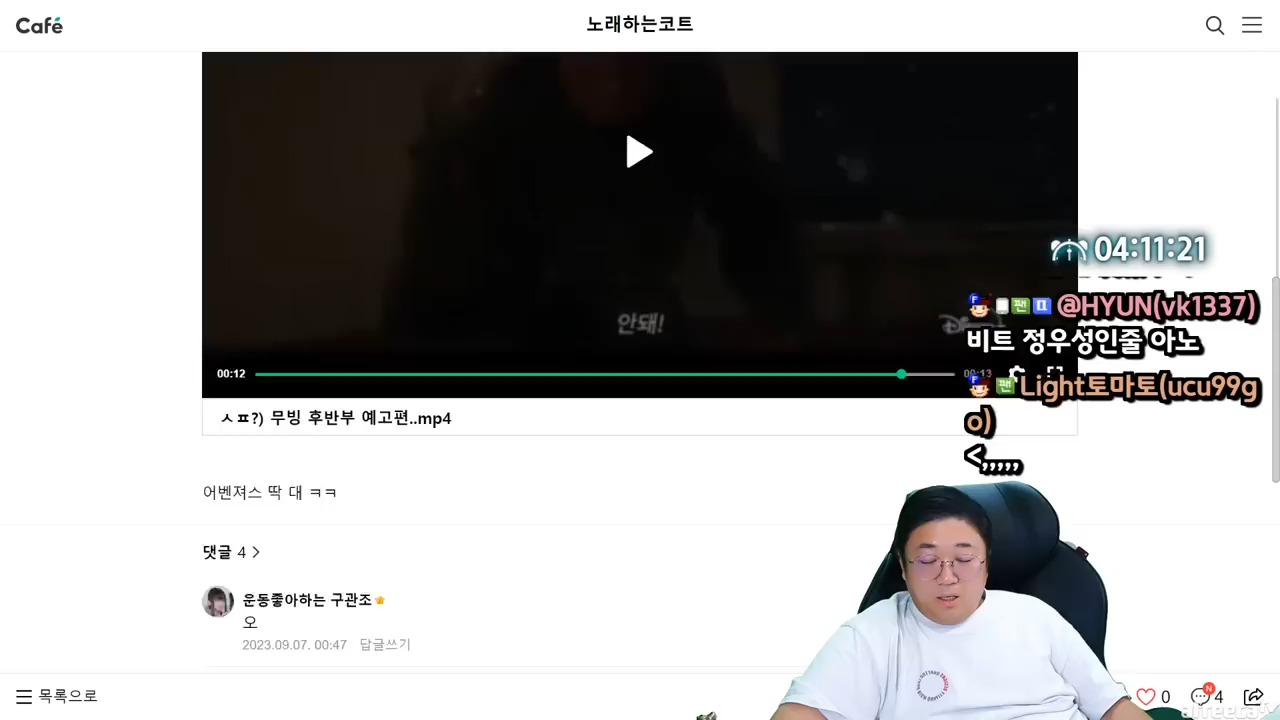 Café
노래하는코트
안돼!
04:11:21
@HYUN(vk1337)
비트 정우성인줄 아노
00:12
00:13
Light토마토(ucu99g
이)
<,,,,,
ㅅㅍ?) 무빙 후반부 예고편..mp4
어벤져스 딱 대 ㅋㅋ
댓글 4
운동좋아하는 구관조
오
2023.09.07. 00:47 답글쓰기
목록으로
0
N
4
afreecaTV